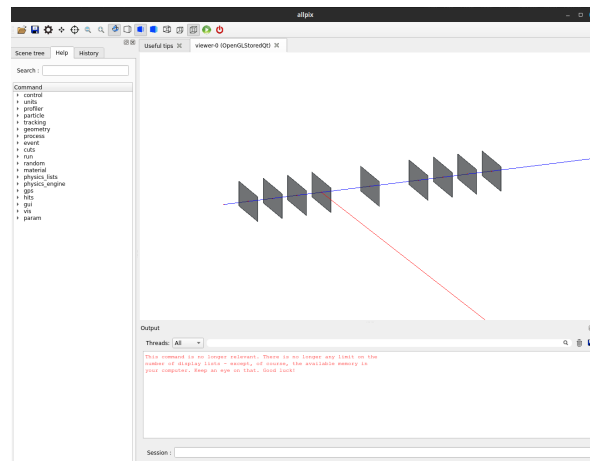 allpix
Useful tips
viewer-0 (OpenGLStoredQt)
Scene tree
Help
History
Search :
Command
control
units
profiler
particle
tracking
geometry
process
event
cuts
run
random
material
physics_lists
physics_engine
gps
hits
gui
vis
param
Output
Threads: All
This command is no longer relevant. There is no longer any limit on the
number of display lists - except, of course, the available memory in
your computer. Keep an eye on that. Good luck!
Session :